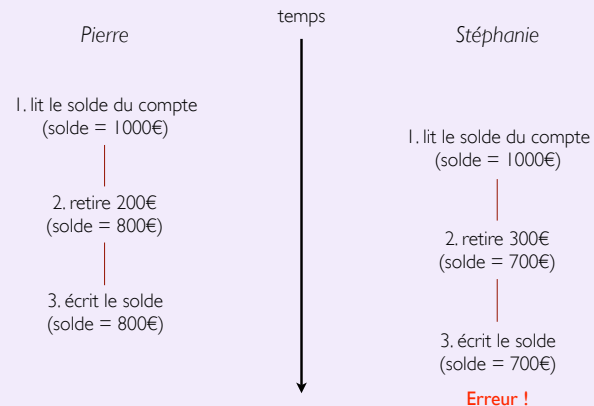 temps
Pierre
Stéphanie
1. lit le solde du compte
(solde = 1000€)
1. lit le solde du compte
(solde = 1000€)
2. retire 200€
(solde = 800€)
2. retire 300€
(solde = 700€)
3. écrit le solde
(solde = 800€)
3. écrit le solde
(solde = 700€)
Erreur !